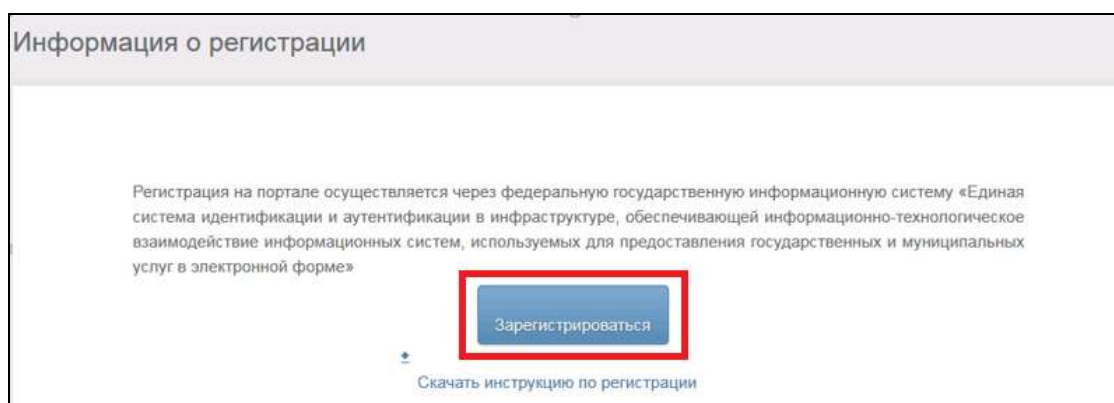 Информация о регистрации
Регистрация на портале осуществляется через федеральную государственную информационную систему «Единая
система идентификации и аутентификации в инфраструктуре, обеспечивающей информационно-технологическое
взаимодействие информационных систем, используемых для предоставления государственных и муниципальных
услуг в электронной форме»
Зарегистрироваться
Скачать инструкцию по регистрации